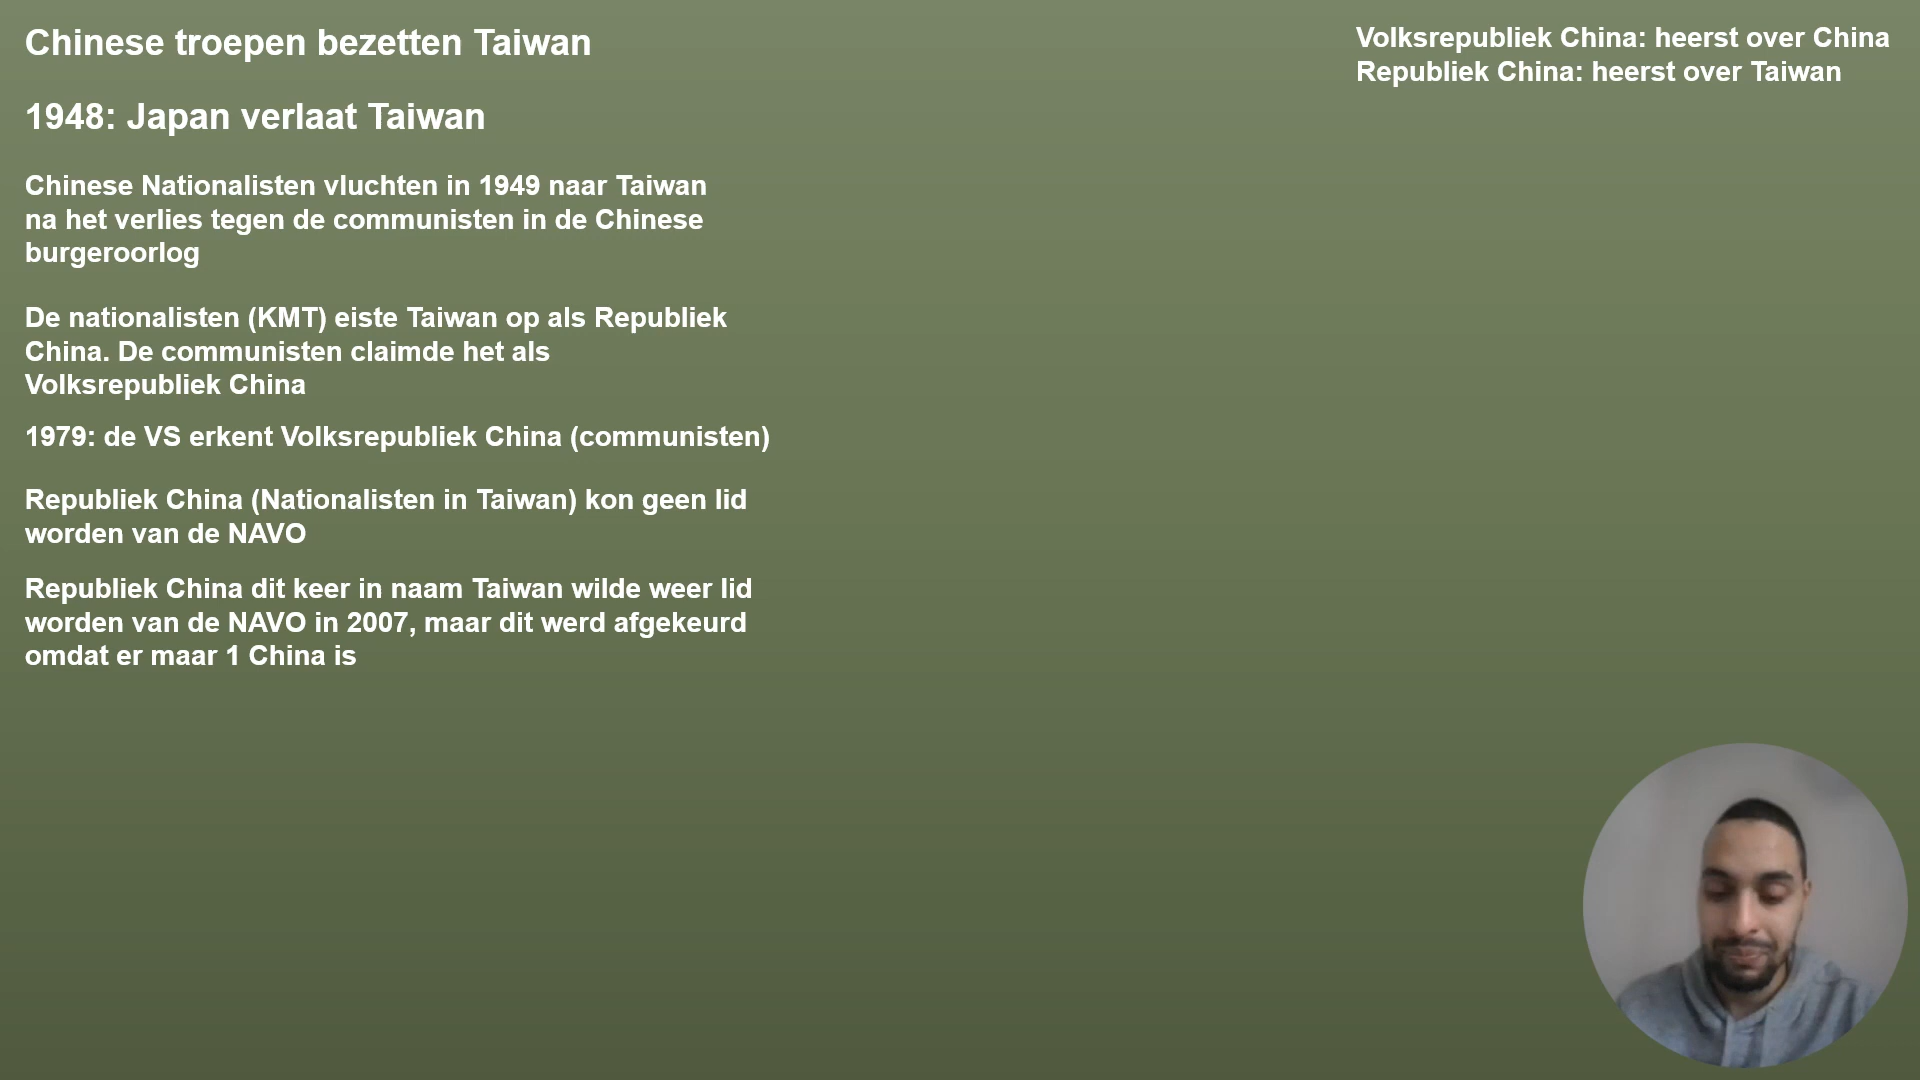 Chinese troepen bezetten Taiwan
1948: Japan verlaat Taiwan
Chinese Nationalisten vluchten in 1949 naar Taiwan
na het verlies tegen de communisten in de Chinese
burgeroorlog
De nationalisten (KMT) eiste Taiwan op als Republiek
China. De communisten claimde het als
Volksrepubliek China
1979: de VS erkent Volksrepubliek China (communisten)
Republiek China (Nationalisten in Taiwan) kon geen lid
worden van de NAVO
Republiek China dit keer in naam Taiwan wilde weer lid
worden van de NAVO in 2007, maar dit werd afgekeurd
omdat er maar 1 China is
Volksrepubliek China: heerst over China
Republiek China: heerst over Taiwan